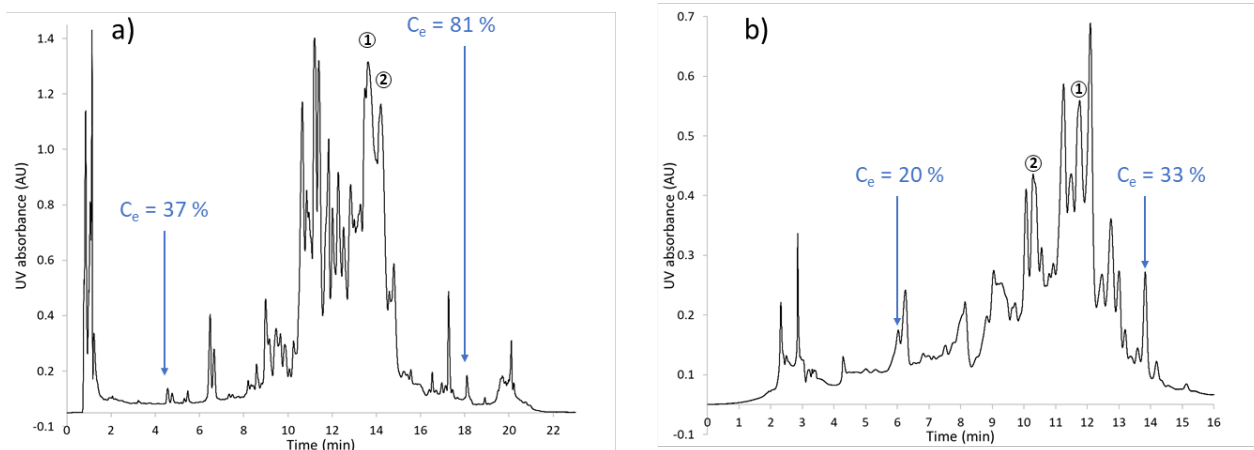 a)
C_e = 81 %
①
②
C_e = 37 %
UV absorbance (AU)
1.4
1.2
1.0
0.8
0.6
0.4
0.2
-0.1
0 2 4 6 8 10 12 14 16 18 20 22
Time (min)
b)
①
②
C_e = 20 %
C_e = 33 %
UV absorbance (AU)
0.7
0.6
0.5
0.4
0.3
0.2
0.1
-0.1
0 1 2 3 4 5 6 7 8 9 10 11 12 13 14 15 16
Time (min)